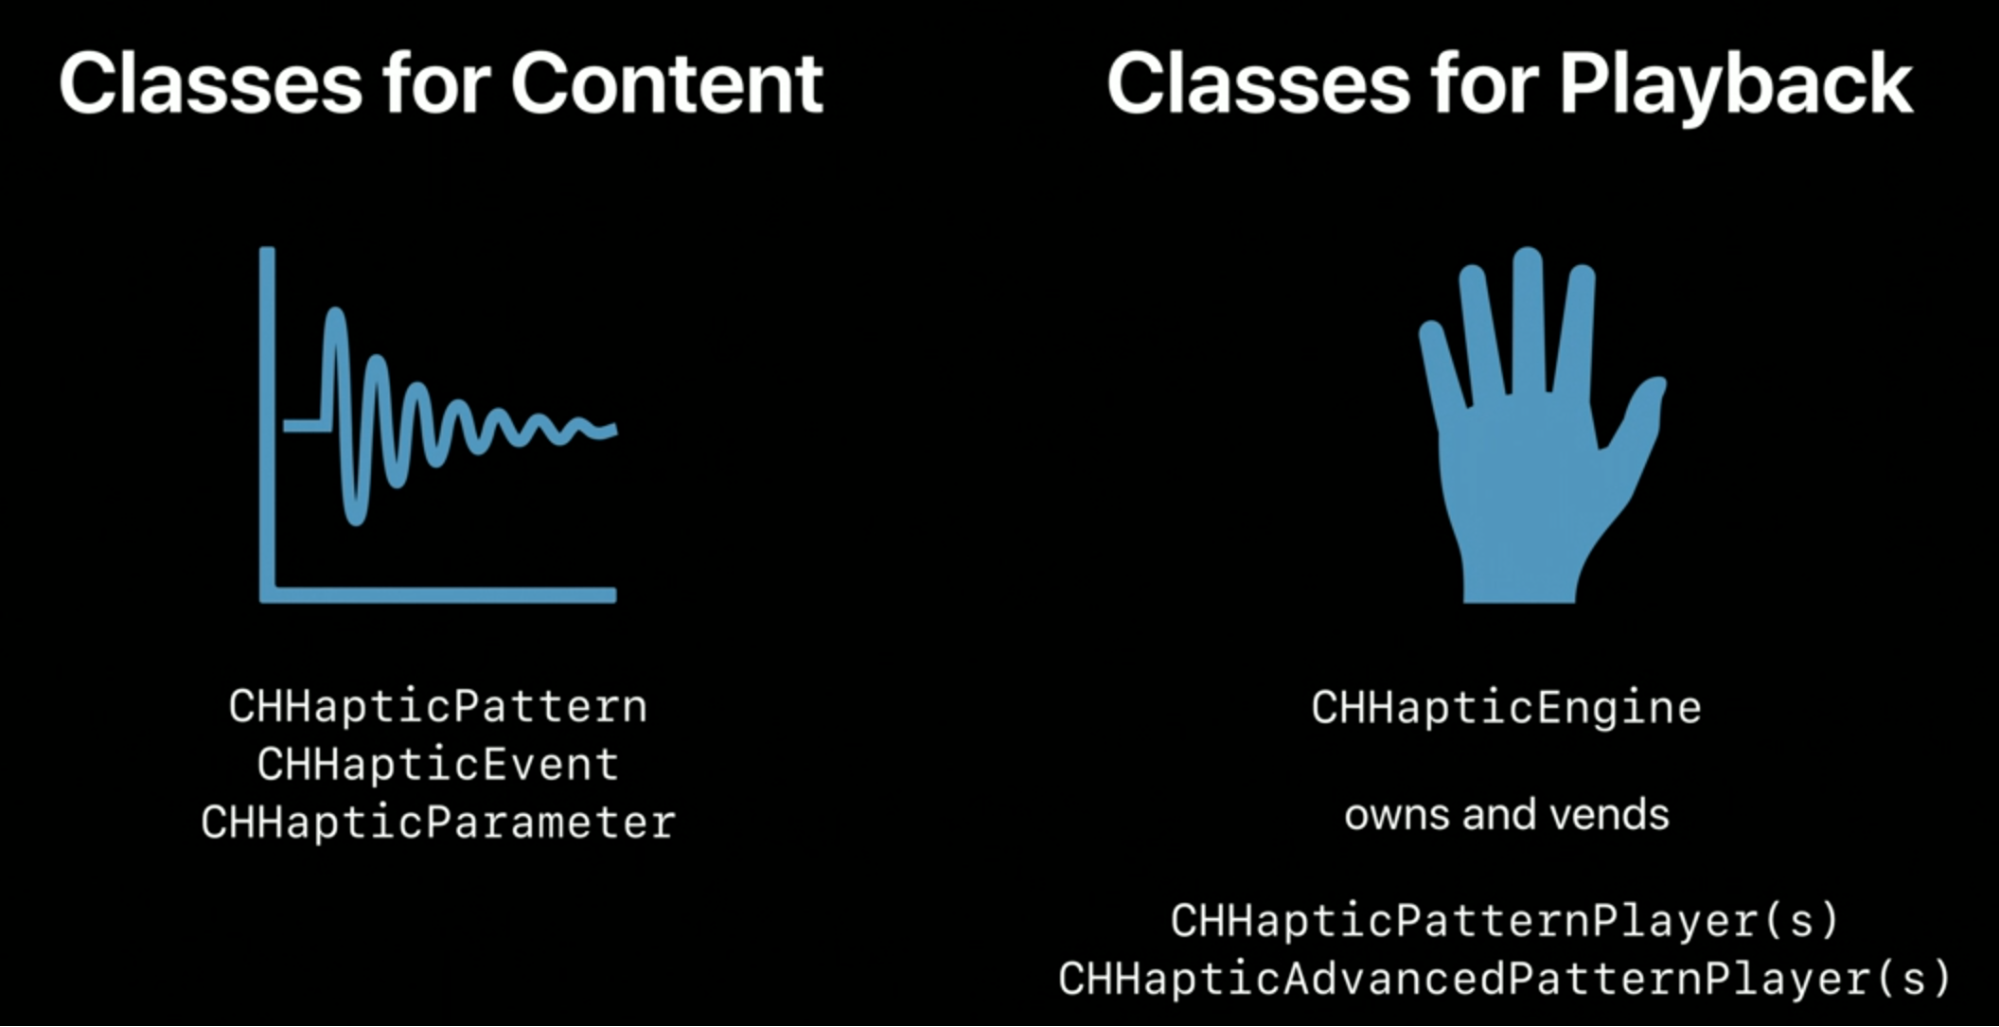 Classes for Content
CHHapticPattern
CHHapticEvent
CHHapticParameter
Classes for Playback
CHHapticEngine
owns and vends
CHHapticPatternPlayer(s)
CHHapticAdvancedPatternPlayer(s)